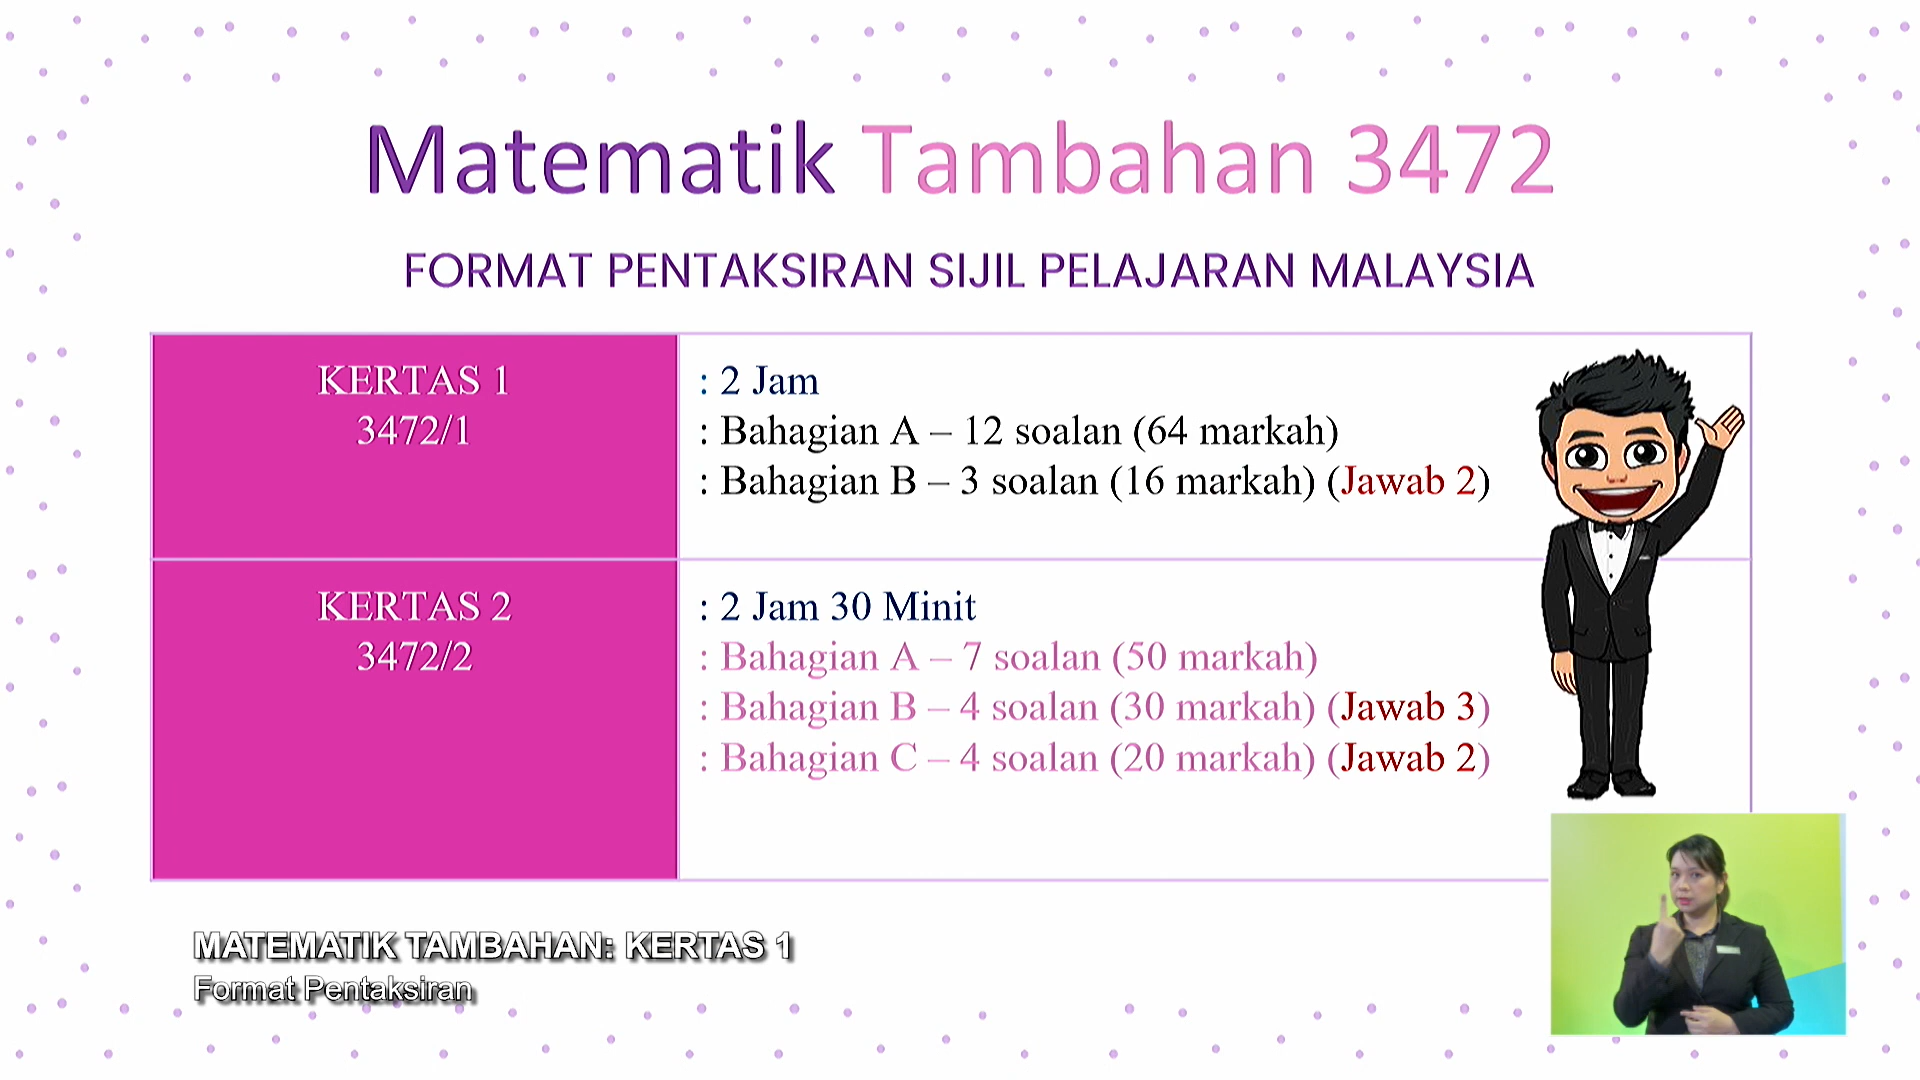 Matematik Tambahan 3472
FORMAT PENTAKSIRAN SIJIL PELAJARAN MALAYSIA
KERTAS 1
3472/1
: 2 Jam
: Bahagian A – 12 soalan (64 markah)
: Bahagian B – 3 soalan (16 markah) (Jawab 2)
KERTAS 2
3472/2
: 2 Jam 30 Minit
: Bahagian A – 7 soalan (50 markah)
: Bahagian B – 4 soalan (30 markah) (Jawab 3)
: Bahagian C – 4 soalan (20 markah) (Jawab 2)
MATEMATIK TAMBAHAN: KERTAS 1
Format Pentaksiran